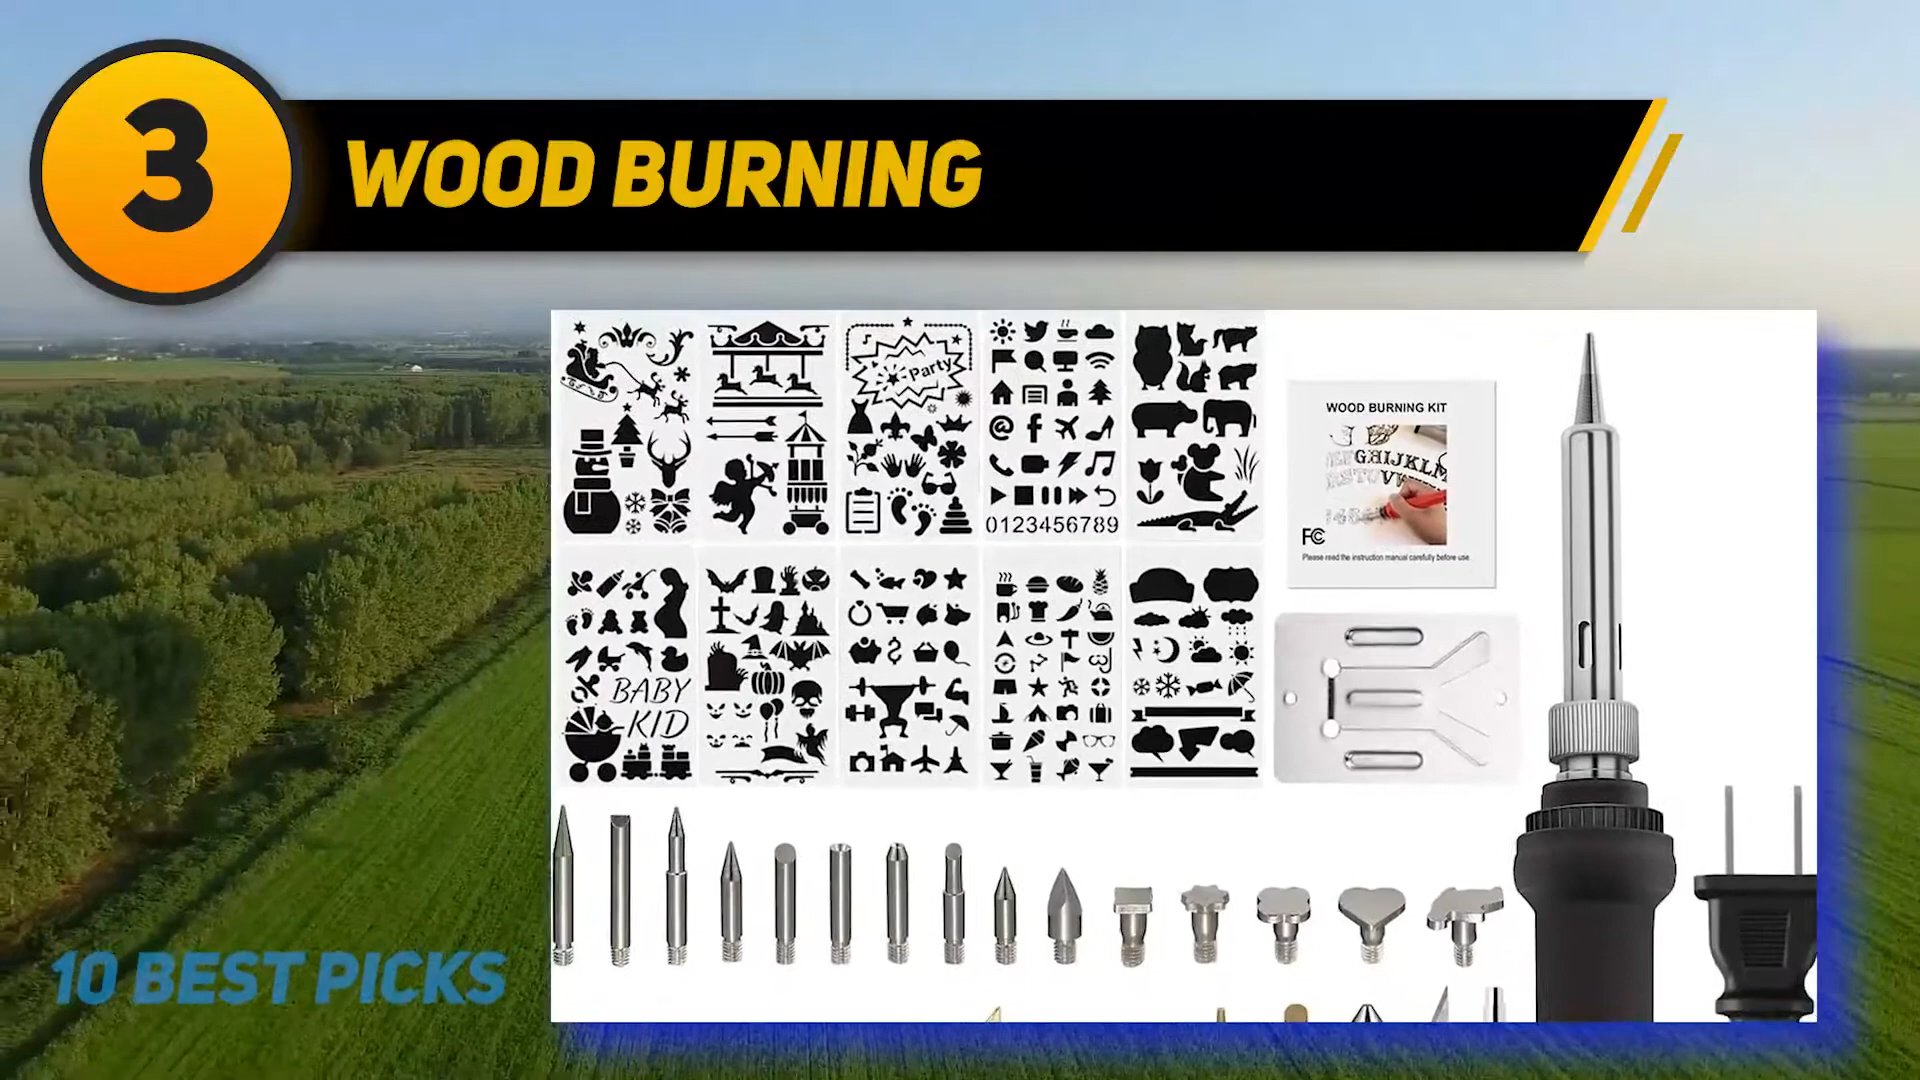 3
WOOD BURNING
Party
WOOD BURNING KIT
GHIJKLM
@
0123456789
FC
Please read the instruction manual carefully before use.
BABY
KID
$
10 BEST PICKS